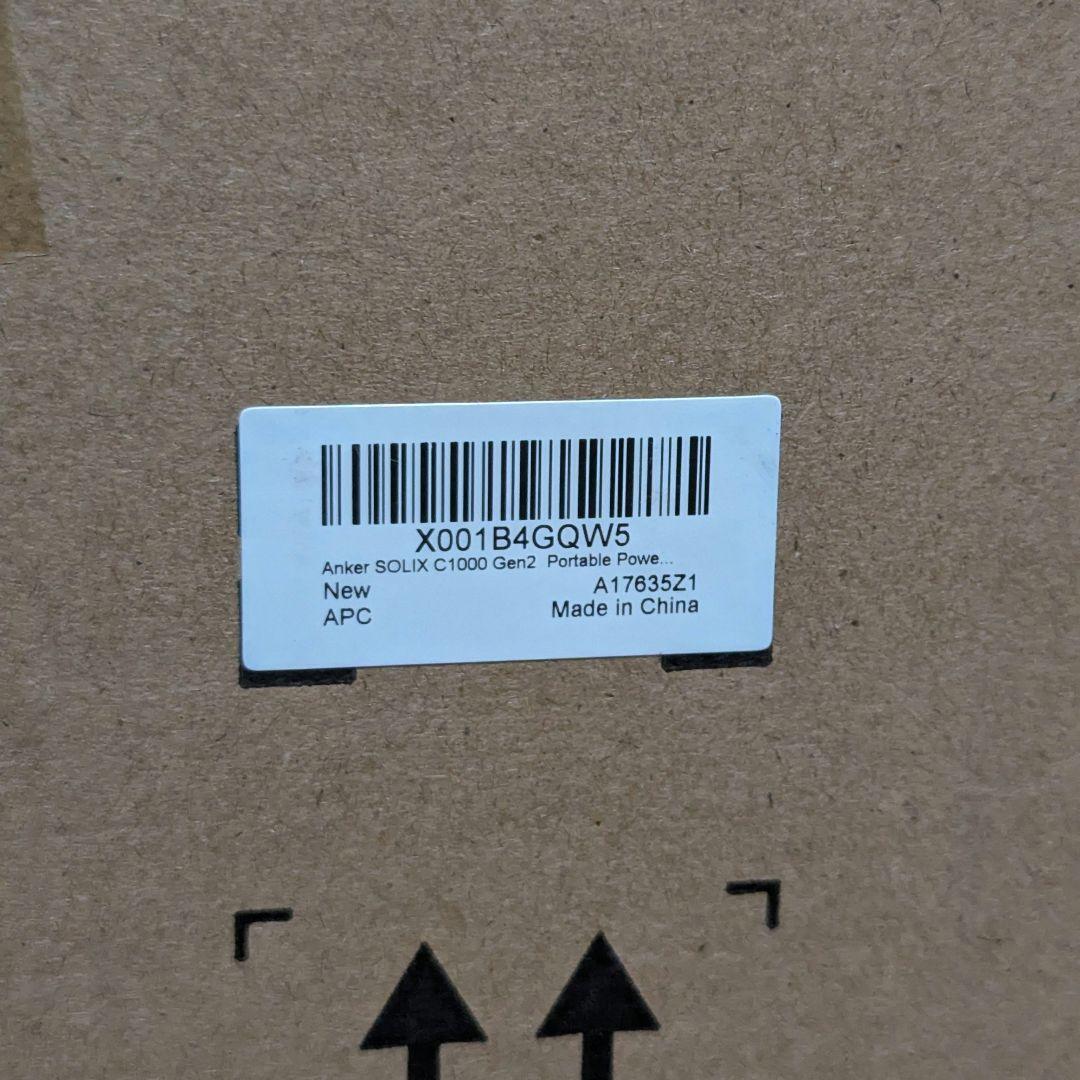 X001B4GQW5
Anker SOLIX C1000 Gen2  Portable Powe...
New
A17635Z1
APC
Made in China